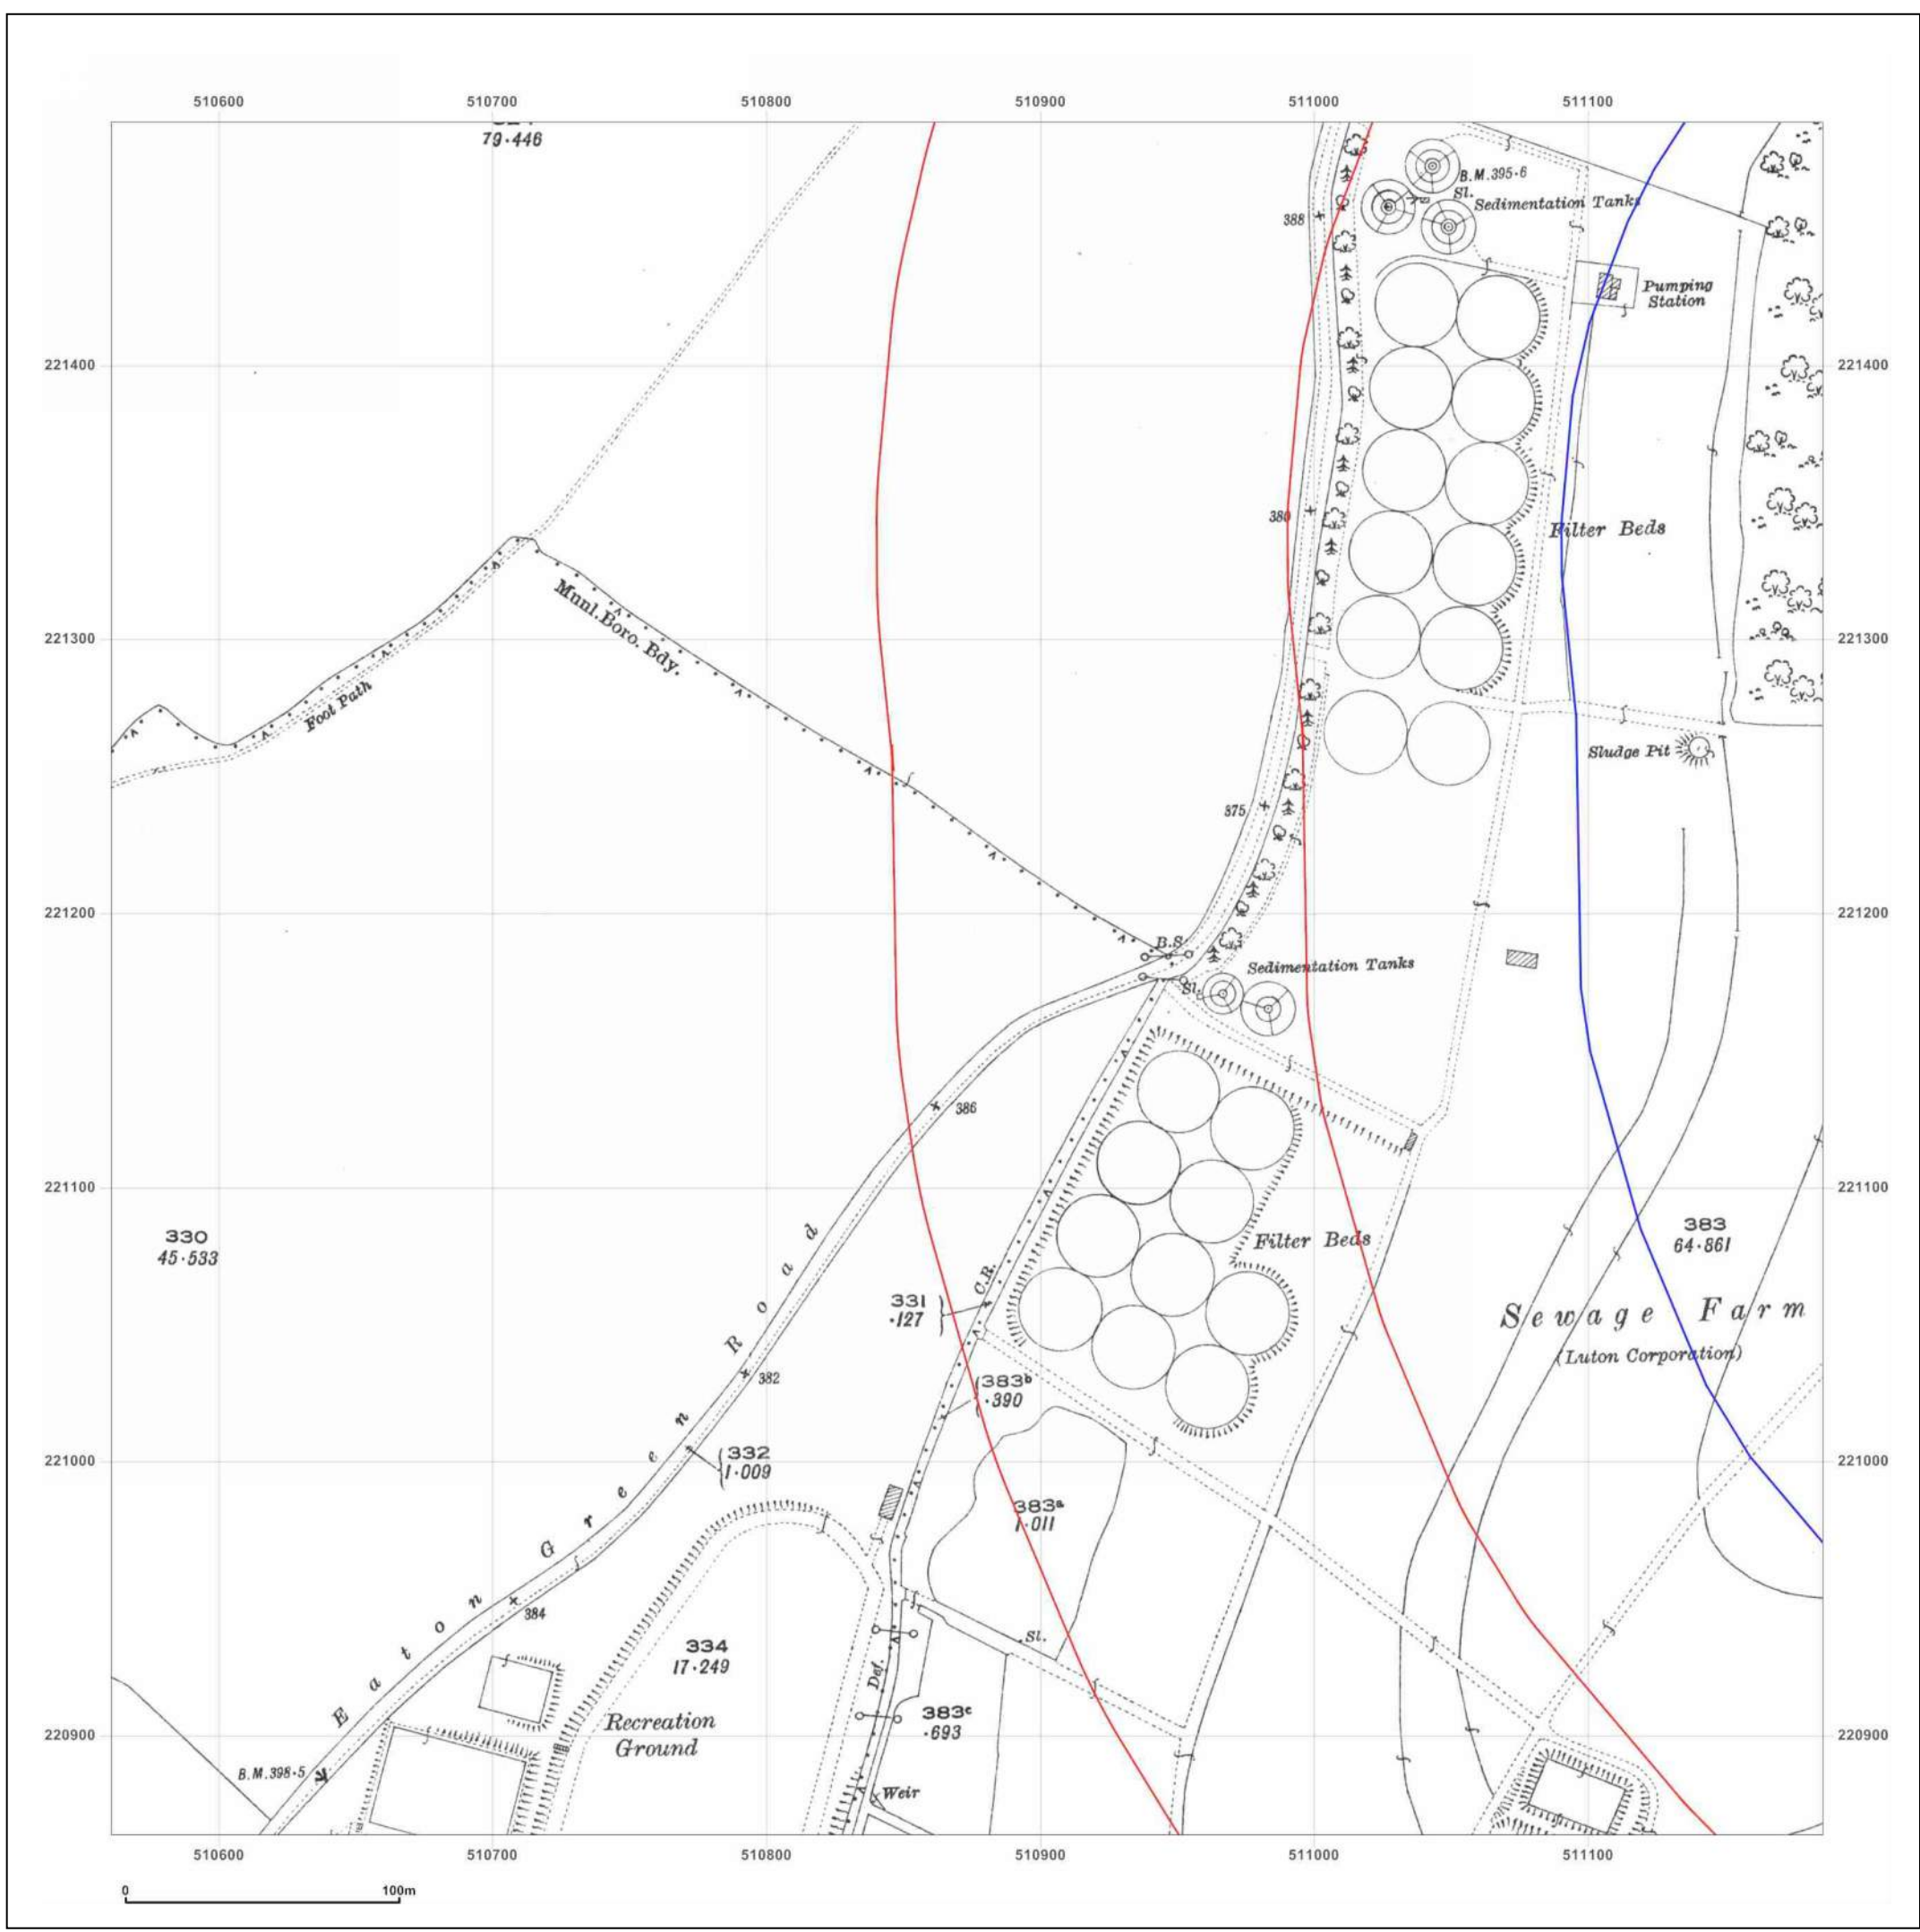 510600 510700 510800 510900 511000 511100
79·446
B.M.395·6
Sl.
Sedimentation Tanks
388
Pumping
Station
221400 221400
380
Filter Beds
Munl. Boro. Bdy.
221300 221300
Foot Path
Sludge Pit
375
221200 221200
B.S.
Sedimentation Tanks
Sl.
386
221100 221100
330
45·533
383
64·861
Filter Beds
C.R.
331
·127
Sewage Farm
(Luton Corporation)
Eaton Green Road
382
383b
·390
332
1·009
221000 221000
383a
1·011
384
Sl.
334
17·249
Def.
Recreation
Ground
383c
·693
220900 220900
B.M.398·5
Weir
510600 510700 510800 510900 511000 511100
0 100m